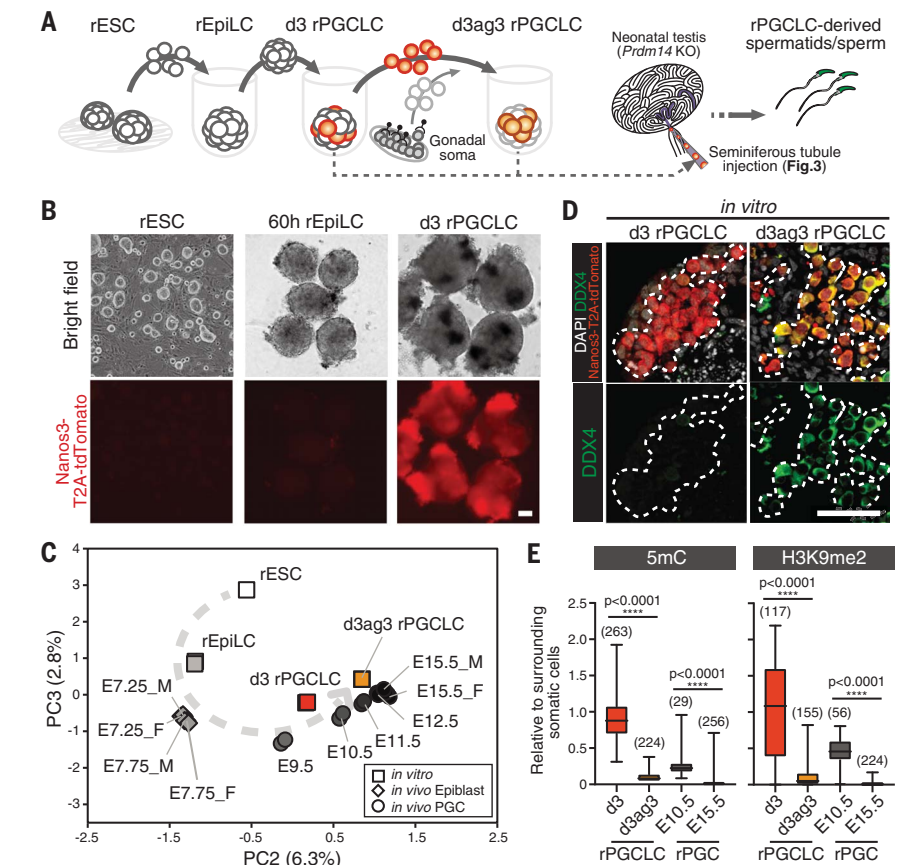 A
rESC
rEpiLC
d3 rPGCLC
d3ag3 rPGCLC
Gonadal
soma
Neonatal testis
(Prdm14 KO)
rPGCLC-derived
spermatids/sperm
Seminiferous tubule
injection (Fig.3)
B
rESC
60h rEpiLC
d3 rPGCLC
Bright field
Nanos3-
T2A-tdTomato
D
in vitro
d3 rPGCLC
d3ag3 rPGCLC
DAPI DDX4
Nanos3-T2A-tdTomato
DDX4
C
PC3 (2.8%)
4
3
2
1
0
-1
-2
-3
-2.5
-1.5
-0.5
0.5
1.5
2.5
PC2 (6.3%)
rESC
rEpiLC
d3ag3 rPGCLC
d3 rPGCLC
E7.25_M
E7.25_F
E7.75_M
E7.75_F
E9.5
E10.5
E11.5
E12.5
E15.5_F
E15.5_M
in vitro
in vivo Epiblast
in vivo PGC
E
5mC
H3K9me2
Relative to surrounding
somatic cells
2.5
2.0
1.5
1.0
0.5
0
p<0.0001
****
(263)
(224)
p<0.0001
****
(29)
(256)
p<0.0001
****
(117)
(155)
p<0.0001
****
(56)
(224)
d3
d3ag3
E10.5
E15.5
d3
d3ag3
E10.5
E15.5
rPGCLC
rPGC
rPGCLC
rPGC